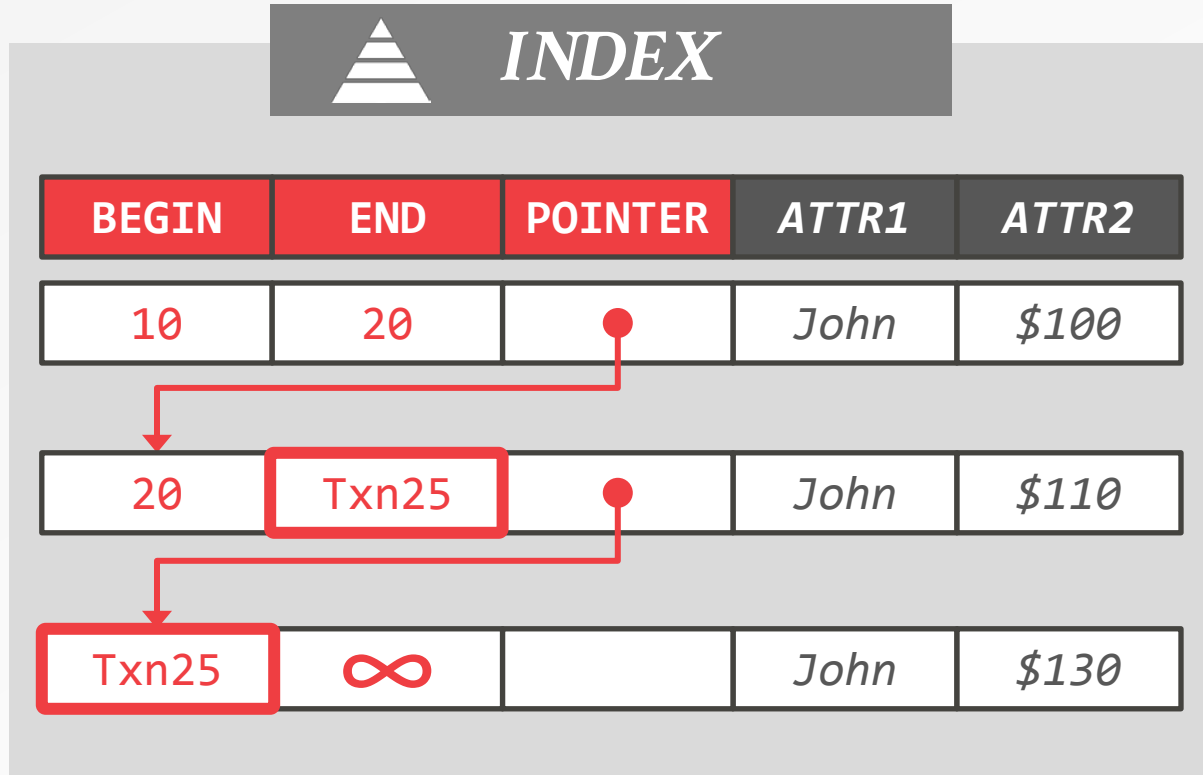 INDEX
BEGIN END POINTER ATTR1 ATTR2
10 20 John $100
20 Txn25 John $110
Txn25 ∞ John $130